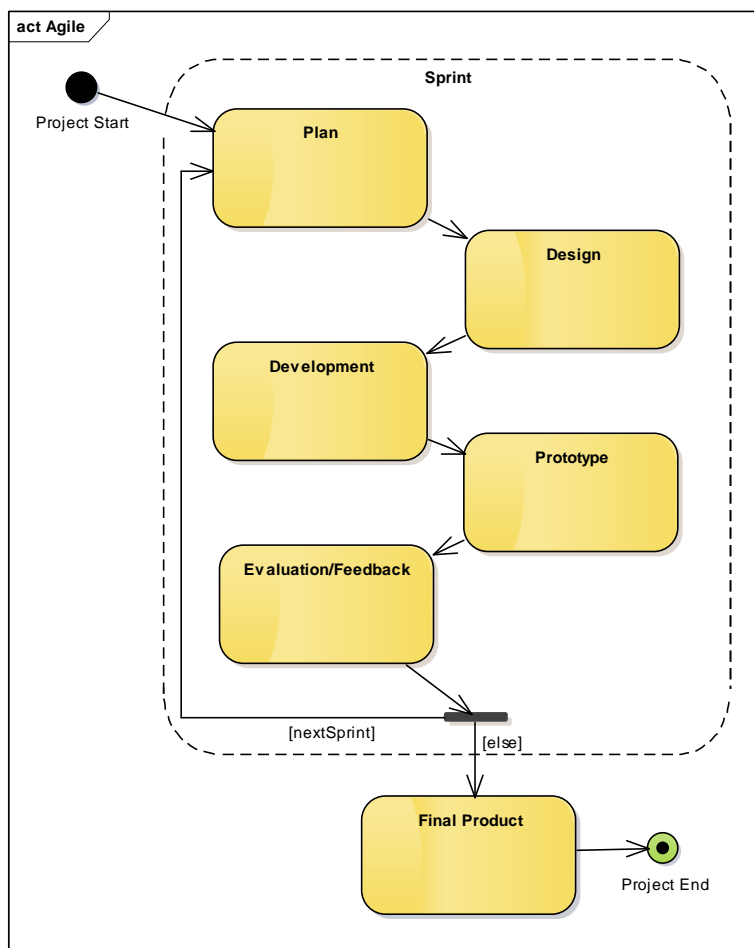 act Agile
Sprint
Project Start
Plan
Design
Development
Prototype
Evaluation/Feedback
[nextSprint]
[else]
Final Product
Project End